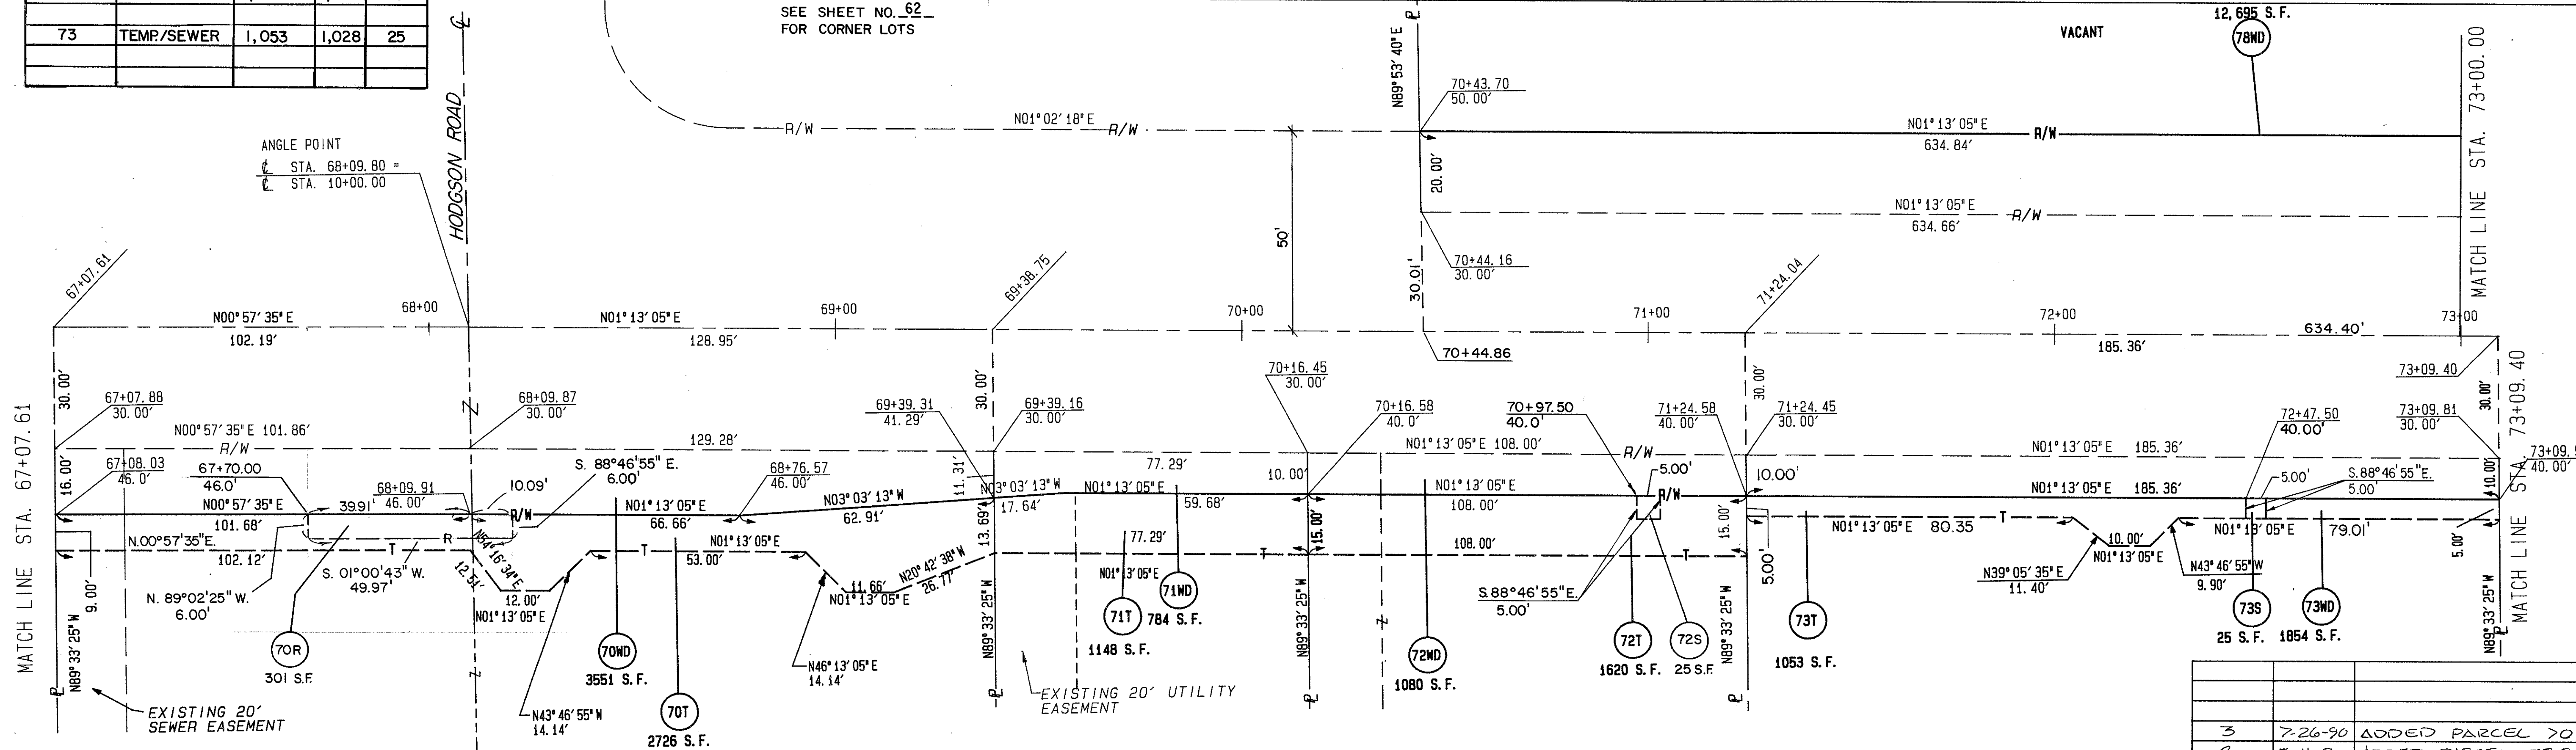 73 TEMP./SEWER 1,053 1,028 25
SEE SHEET NO. 62
FOR CORNER LOTS
VACANT
12,695 S.F.
78WD
MATCH LINE STA. 73+00.00
HODGSON ROAD
ANGLE POINT
℄ STA. 68+09.80 =
℄ STA. 10+00.00
R/W N01°02'18"E R/W
N89°53'40"E
70+43.70
50.00'
N01°13'05"E R/W
634.84'
20.00'
N01°13'05"E R/W
634.66'
50'
30.01'
70+44.16
30.00'
67+07.61
69+38.75
71+24.04
N00°57'35"E
102.19'
68+00
N01°13'05"E
128.95'
69+00
70+00
70+44.86
71+00
72+00
185.36'
634.40'
73+00
73+09.40
MATCH LINE STA. 67+07.61
30.00'
67+07.88
30.00'
68+09.87
30.00'
69+39.31
41.29'
30.00'
69+39.16
30.00'
70+16.45
30.00'
70+16.58
40.0'
70+97.50
40.0'
71+24.58
40.00'
30.00'
71+24.45
30.00'
72+47.50
40.00'
73+09.81
30.00'
30.00'
MATCH LINE STA. 73+09.40
N00°57'35"E 101.86'
R/W
129.28'
N01°13'05"E 108.00'
R/W
N01°13'05"E 185.36'
16.00'
67+08.03
46.0'
67+70.00
46.0'
39.91'
68+09.91
46.00'
10.09'
S. 88°46'55" E.
6.00'
68+76.57
46.00'
11.31'
77.29'
10.00'
5.00'
10.00'
5.00'
S.88°46'55"E.
5.00'
10.00'
40.00'
N00°57'35"E
101.68'
R/W
N01°13'05"E
66.66'
N03°03'13"W
62.91'
N03°03'13"W
17.64'
N01°13'05"E
59.68'
N01°13'05"E
108.00'
R/W
N01°13'05"E 185.36'
9.00'
N.00°57'35"E.
102.12'
T
R
S. 01°00'43" W.
49.97'
N. 89°02'25" W.
6.00'
N54°16'34"E
12.51'
12.00'
N01°13'05"E
T
N01°13'05"E
53.00'
11.66'
N01°13'05"E
N20°42'38"W
26.77'
13.69'
77.29'
N01°13'05"E
15.00'
T
108.00'
T
15.00'
5.00'
N01°13'05"E 80.35
T
N39°05'35"E
11.40'
10.00'
N01°13'05"E
N43°46'55"W
9.90'
N01°13'05"E 79.01'
5.00'
N89°33'25"W
N89°33'25"W
N89°33'25"W
N89°33'25"W
N89°33'25"W
S.88°46'55"E.
5.00'
70R
301 S.F.
70WD
3551 S.F.
70T
2726 S.F.
N43°46'55"W
14.14'
N46°13'05"E
14.14'
71T
1148 S.F.
71WD
784 S.F.
72WD
1080 S.F.
72T
1620 S.F.
72S
25 S.F.
73T
1053 S.F.
73S
25 S.F.
73WD
1854 S.F.
EXISTING 20'
SEWER EASEMENT
EXISTING 20' UTILITY
EASEMENT
3 7-26-90 ADDED PARCEL 70